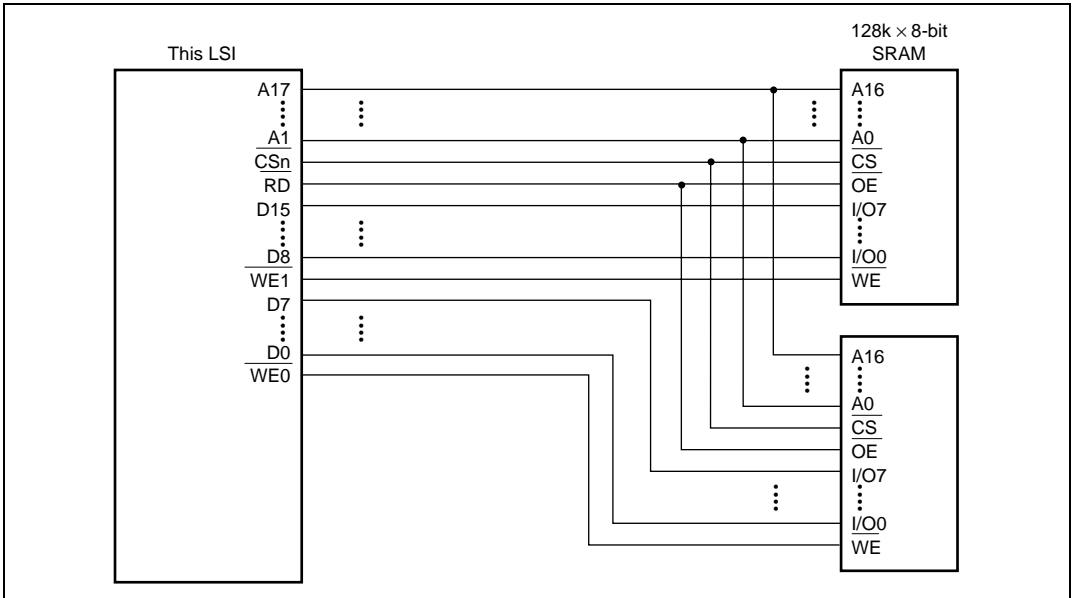 This LSI
A17
A1
CSn
RD
D15
D8
WE1
D7
D0
WE0
128k × 8-bit
SRAM
A16
A0
CS
OE
I/O7
I/O0
WE
A16
A0
CS
OE
I/O7
I/O0
WE